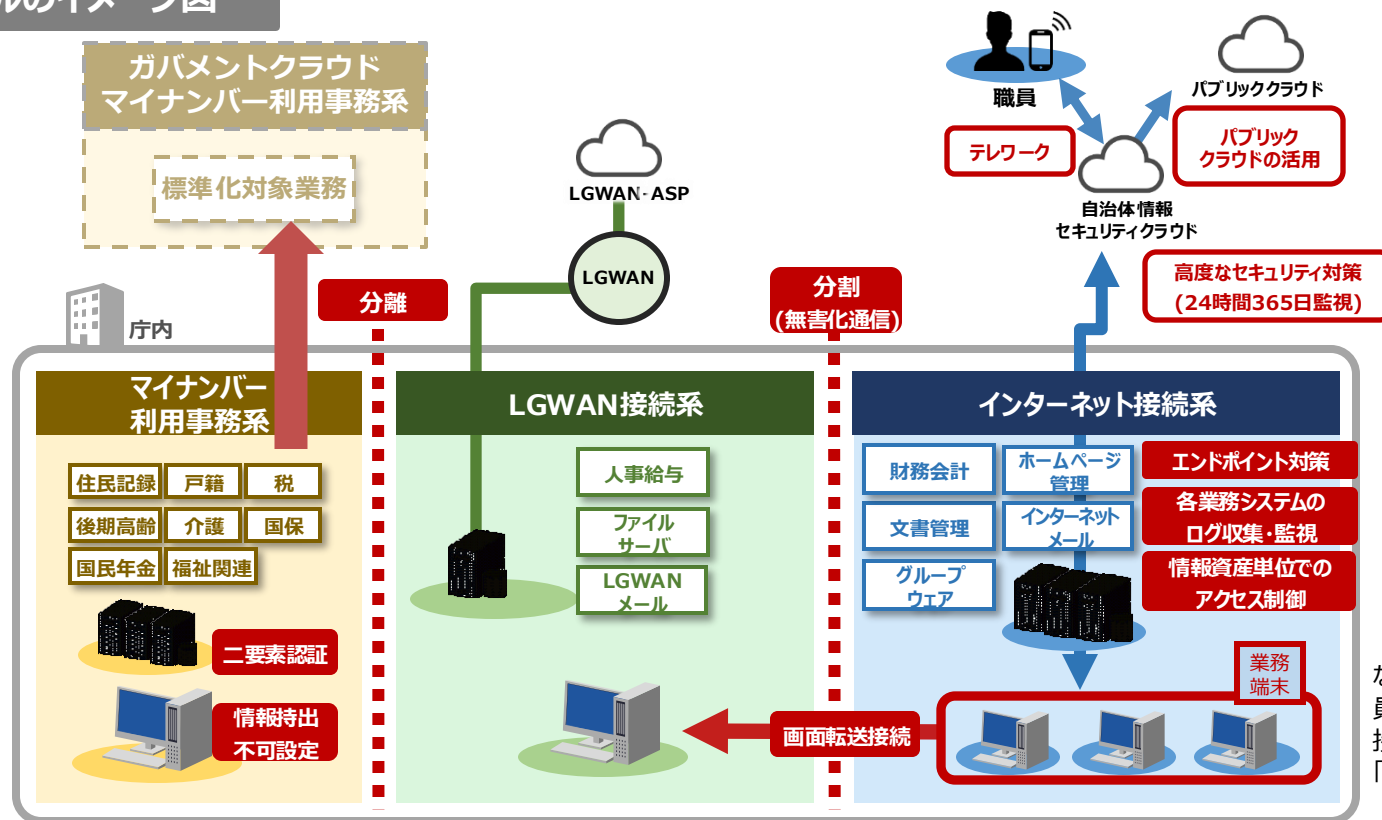 ルのイメージ図
ガバメントクラウド
マイナンバー利用事務系
標準化対象業務
LGWAN-ASP
LGWAN
職員
パブリッククラウド
テレワーク
パブリック
クラウドの活用
自治体情報
セキュリティクラウド
高度なセキュリティ対策
(24時間365日監視)
分離
分割
(無害化通信)
庁内
マイナンバー
利用事務系
住民記録
戸籍
税
後期高齢
介護
国保
国民年金
福祉関連
二要素認証
情報持出
不可設定
LGWAN接続系
人事給与
ファイル
サーバ
LGWAN
メール
インターネット接続系
財務会計
ホームページ
管理
文書管理
インターネット
メール
グループ
ウェア
エンドポイント対策
各業務システムの
ログ収集・監視
情報資産単位での
アクセス制御
業務
端末
画面転送接続
員
「